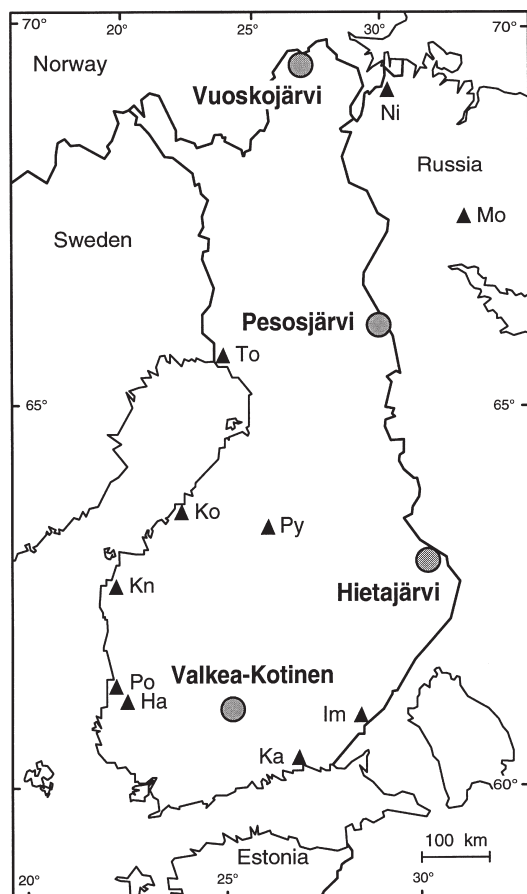 70° 20° 25° 30° 70°
Norway
Vuoskojärvi
Ni
Russia
Mo
Sweden
Pesosjärvi
To
65° 65°
Ko
Py
Kn
Hietajärvi
Valkea-Kotinen
Po
Ha
Im
Ka
60° 60°
100 km
Estonia
20° 25° 30°